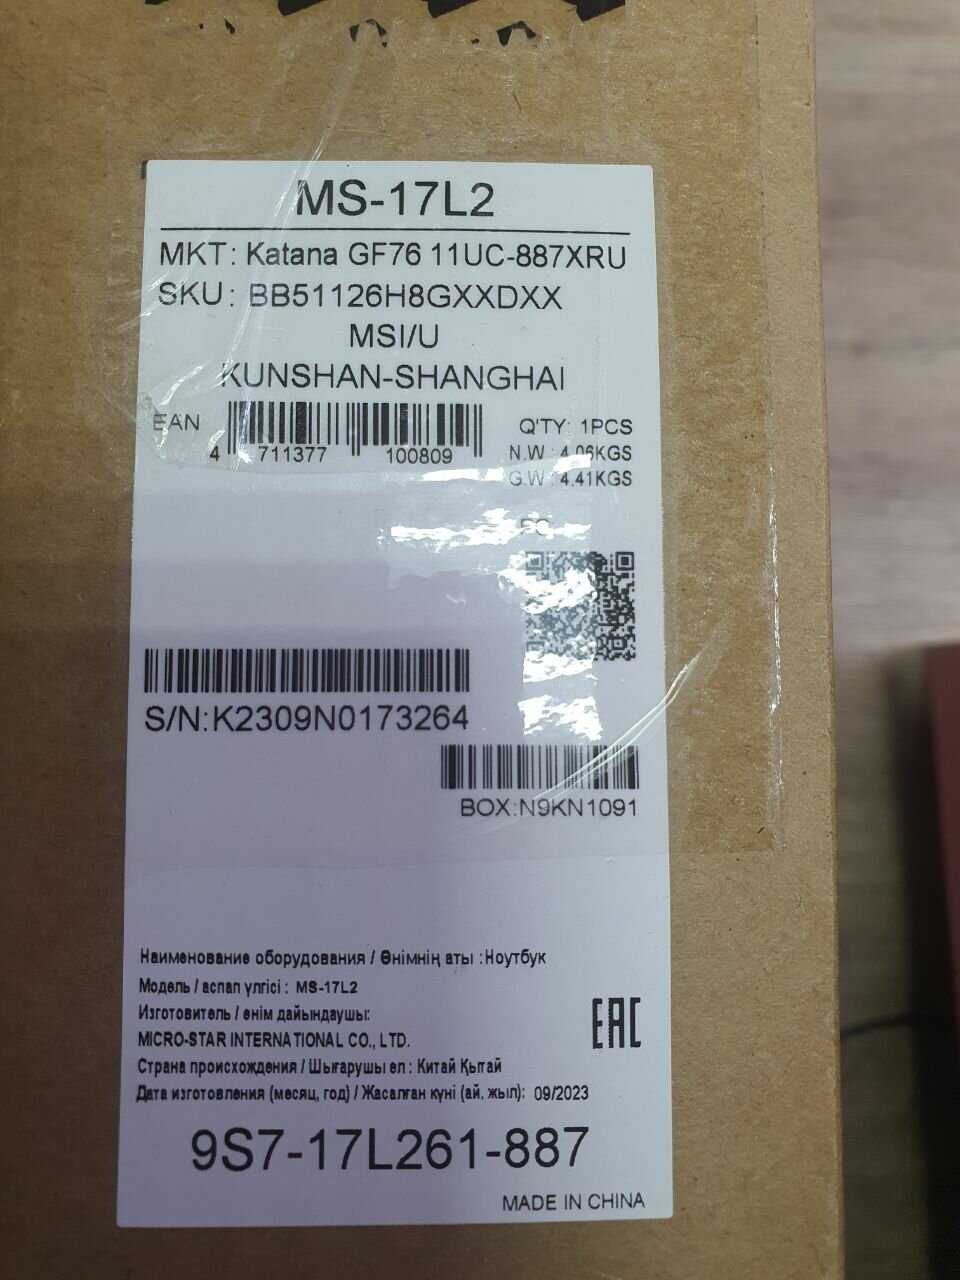 MS-17L2
MKT: Katana GF76 11UC-887XRU
SKU: BB51126H8GXXDXX
MSI/U
KUNSHAN-SHANGHAI
EAN
4 711377 100809
Q'TY: 1PCS
N.W : 4.06KGS
G.W : 4.41KGS
S/N:K2309N0173264
BOX:N9KN1091
Наименование оборудования / Өнімнің аты :Ноутбук
Модель / аспап үлгісі : MS-17L2
Изготовитель / өнім дайындаушы:
MICRO-STAR INTERNATIONAL CO., LTD.
Страна происхождения / Шығарушы ел : Китай Қытай
Дата изготовления (месяц, год) / Жасалған күні (ай, жыл): 09/2023
EAC
9S7-17L261-887
MADE IN CHINA